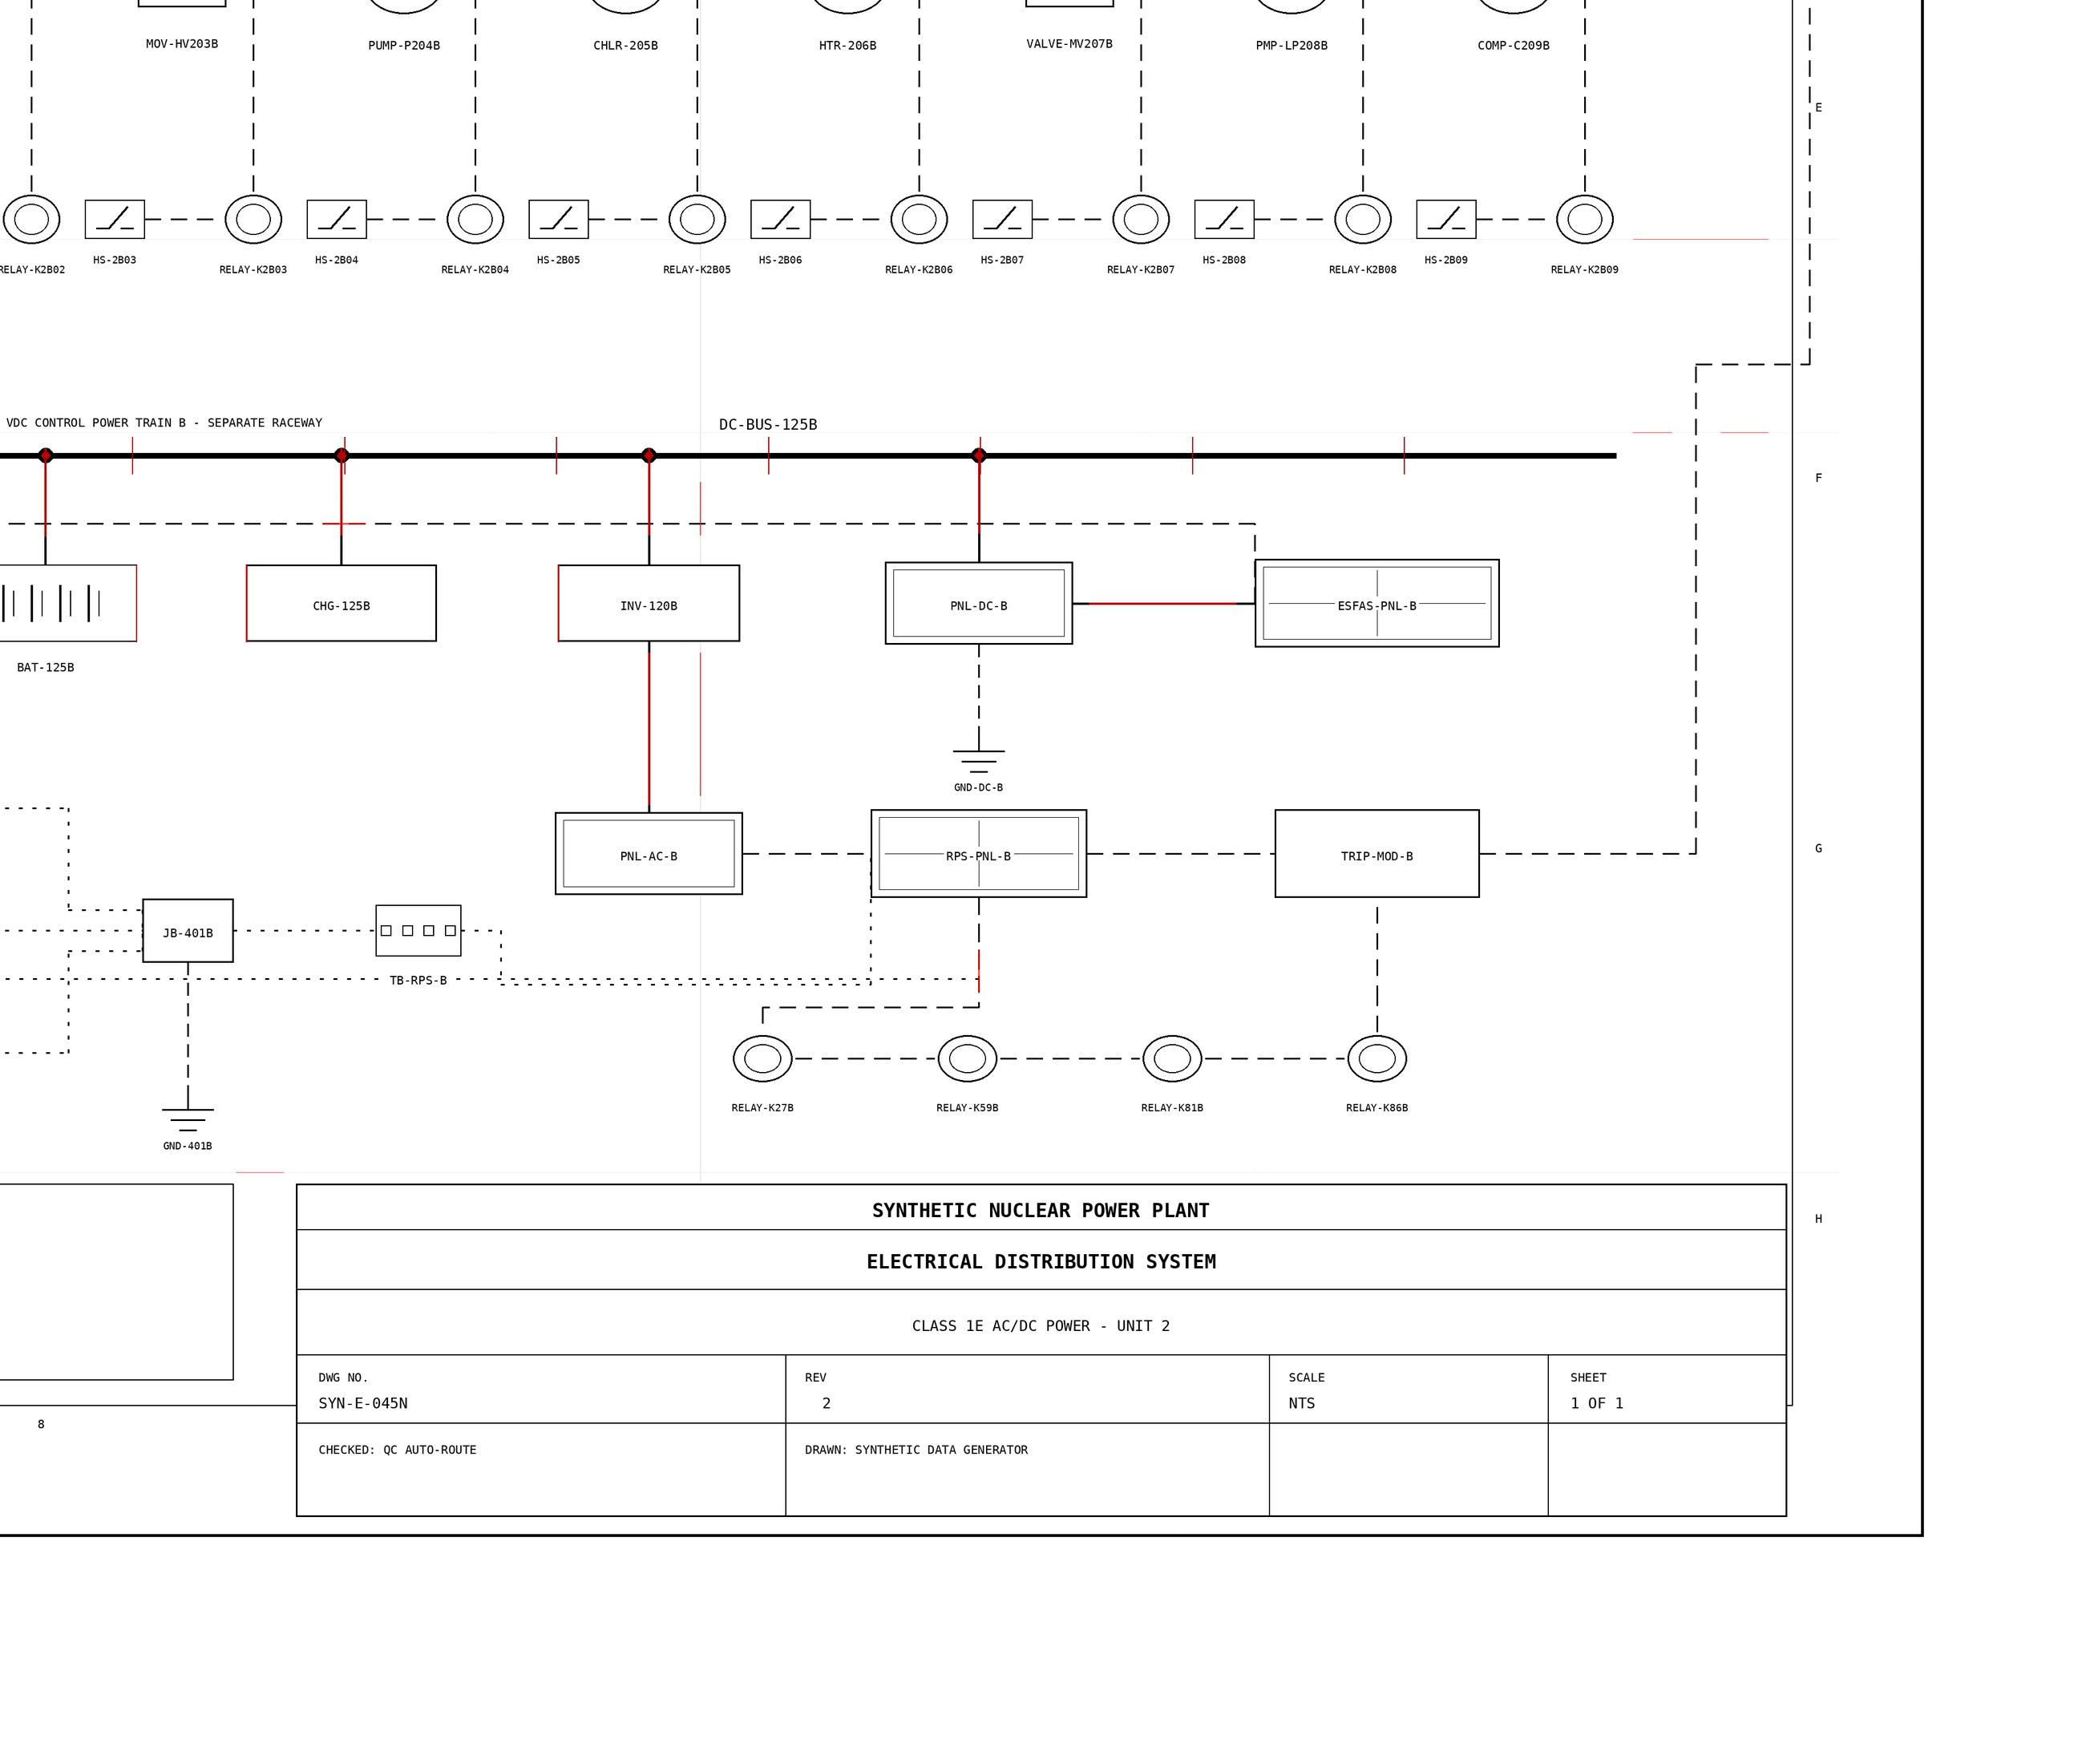 MOV-HV203B PUMP-P204B CHLR-205B HTR-206B VALVE-MV207B PMP-LP208B COMP-C209B
E
HS-2B03 HS-2B04 HS-2B05 HS-2B06 HS-2B07 HS-2B08 HS-2B09
RELAY-K2B02 RELAY-K2B03 RELAY-K2B04 RELAY-K2B05 RELAY-K2B06 RELAY-K2B07 RELAY-K2B08 RELAY-K2B09
VDC CONTROL POWER TRAIN B - SEPARATE RACEWAY DC-BUS-125B
F
CHG-125B INV-120B PNL-DC-B ESFAS-PNL-B
BAT-125B
GND-DC-B
G
PNL-AC-B RPS-PNL-B TRIP-MOD-B
JB-401B
TB-RPS-B
RELAY-K27B RELAY-K59B RELAY-K81B RELAY-K86B
GND-401B
SYNTHETIC NUCLEAR POWER PLANT
H
ELECTRICAL DISTRIBUTION SYSTEM
CLASS 1E AC/DC POWER - UNIT 2
DWG NO. REV SCALE SHEET
SYN-E-045N 2 NTS 1 OF 1
8
CHECKED: QC AUTO-ROUTE DRAWN: SYNTHETIC DATA GENERATOR